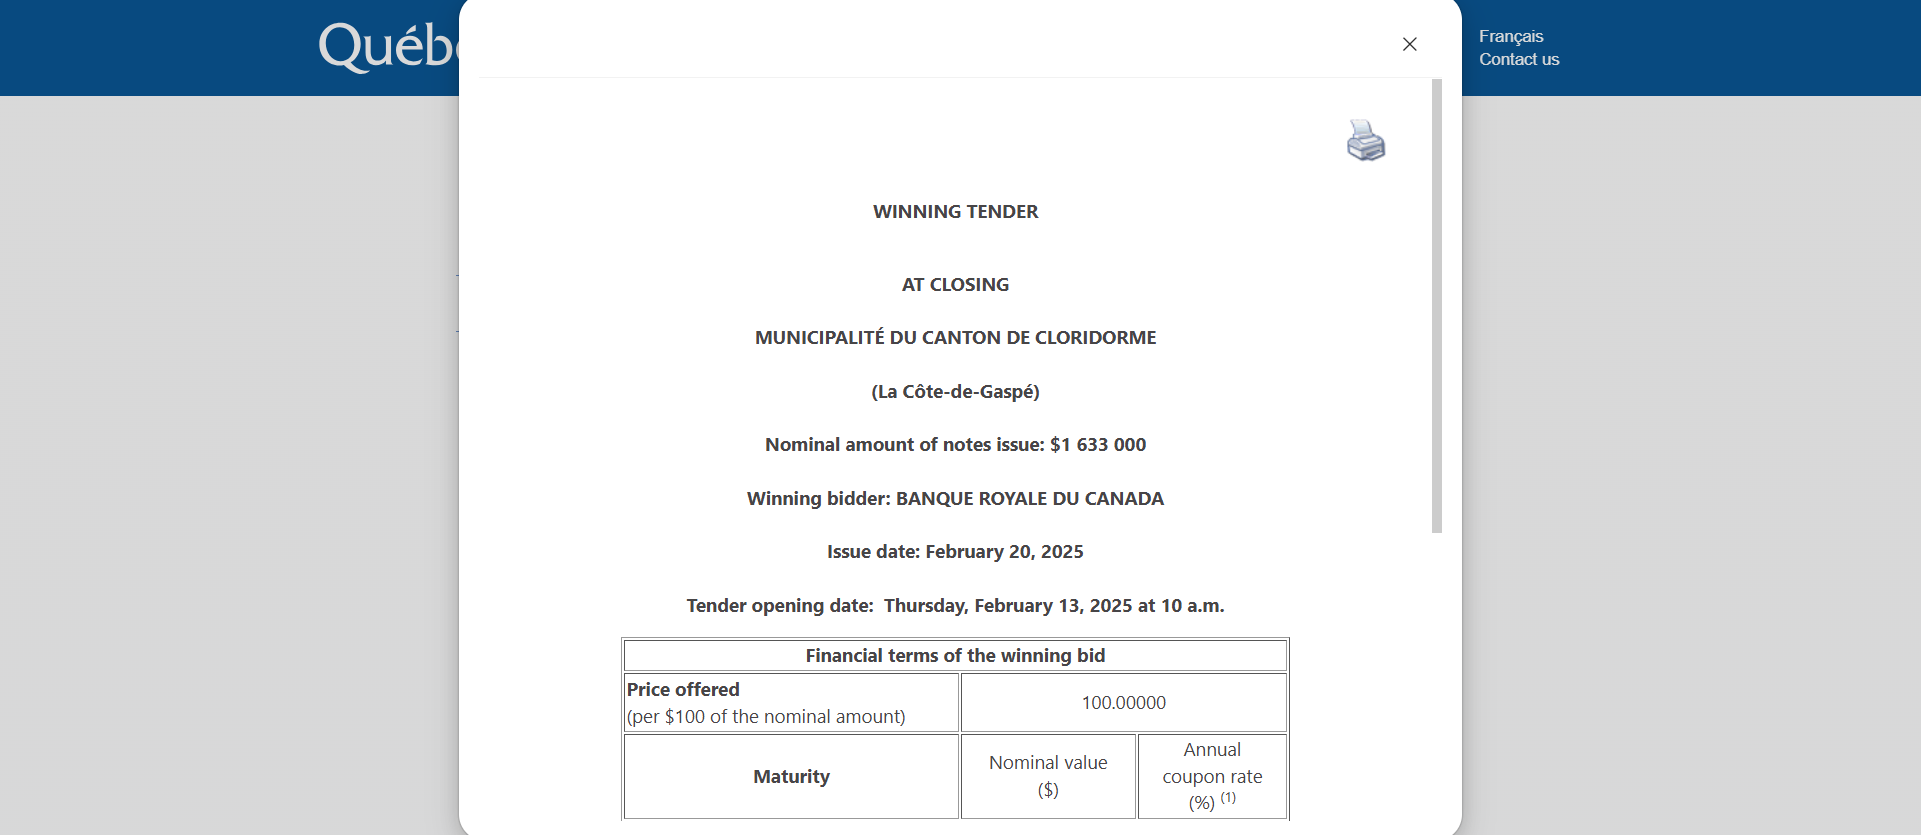 Français
Contact us
WINNING TENDER
AT CLOSING
MUNICIPALITÉ DU CANTON DE CLORIDORME
(La Côte-de-Gaspé)
Nominal amount of notes issue: $1 633 000
Winning bidder: BANQUE ROYALE DU CANADA
Issue date: February 20, 2025
Tender opening date: Thursday, February 13, 2025 at 10 a.m.
Financial terms of the winning bid
Price offered
(per $100 of the nominal amount)
100.00000
Maturity
Nominal value
($)
Annual
coupon rate
(%) (1)